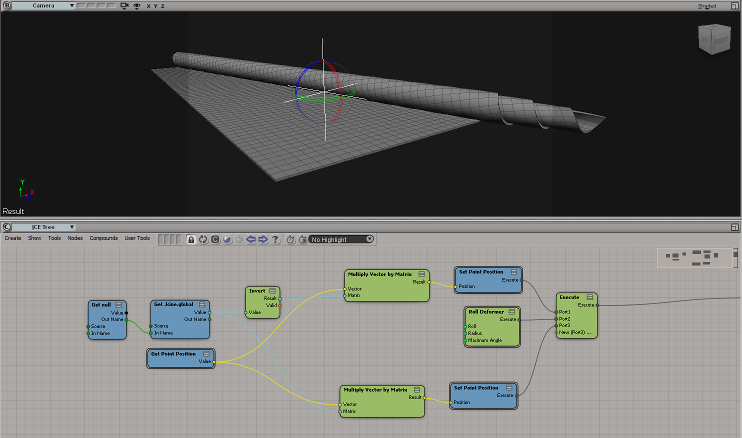 B Camera X Y Z Shaded
Y
X
Result
C ICE Tree
Create Show Tools Nodes Compounds User Tools C ? No Highlight
Multiply Vector by Matrix
Result
Vector
Matrix
Set Point Position
Execute
Position
Invert
Result
Valid
Value
Get null
Value
Out Name
Source
In Name
Get .kine.global
Value
Out Name
Source
In Name
Roll Deformer
Execute
Roll
Radius
Maximum Angle
Execute
Execute
Port1
Port2
Port3
New (Port3) ...
Get Point Position
Value
Multiply Vector by Matrix
Result
Vector
Matrix
Set Point Position
Execute
Position